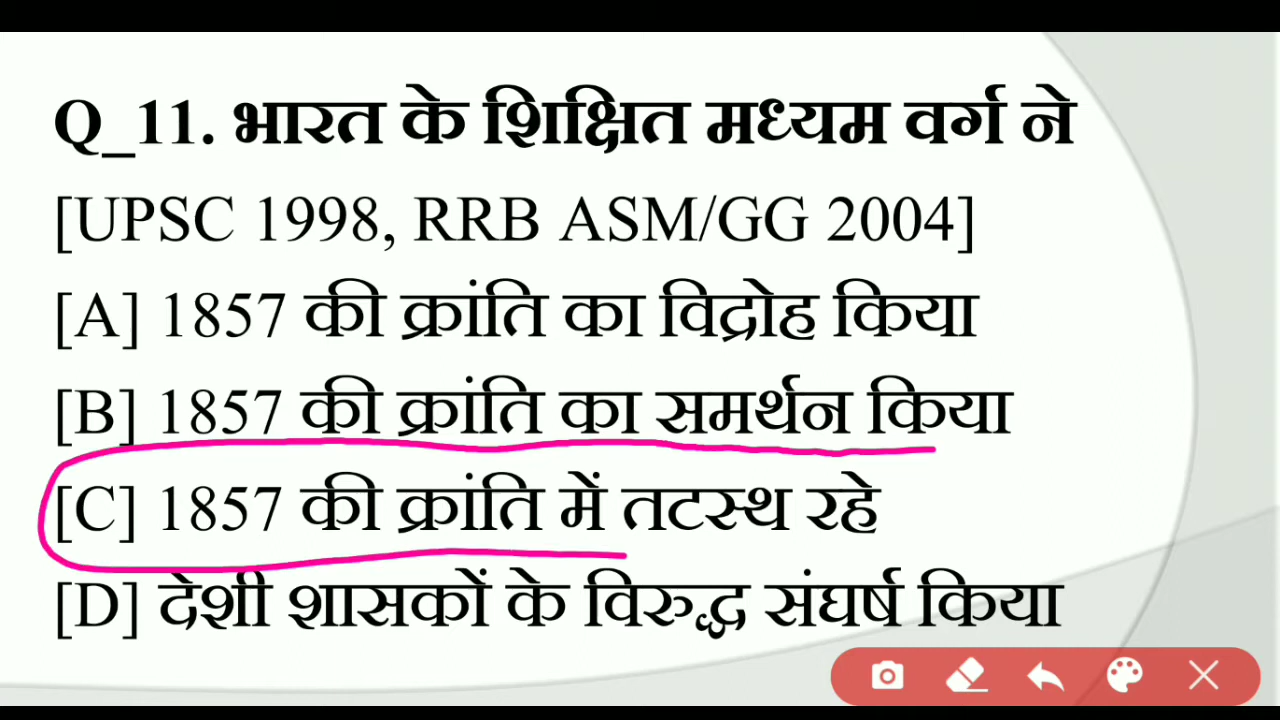 Q_11. भारत के शिक्षित मध्यम वर्ग ने
[UPSC 1998, RRB ASM/GG 2004]
[A] 1857 की क्रांति का विद्रोह किया
[B] 1857 की क्रांति का समर्थन किया
[C] 1857 की क्रांति में तटस्थ रहे
[D] देशी शासकों के विरुद्ध संघर्ष किया